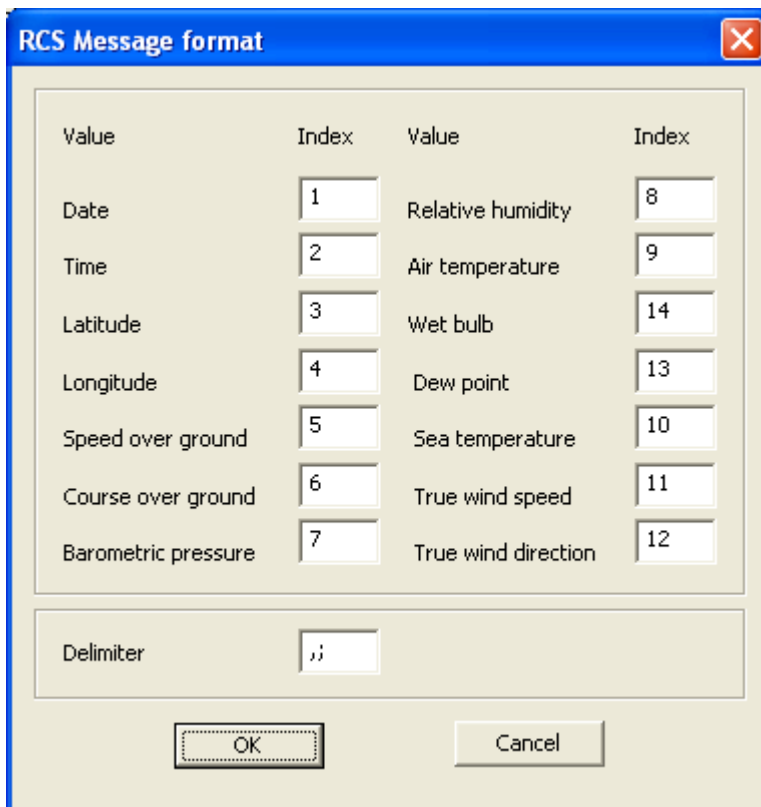 RCS Message format
Value Index Value Index
Date 1 Relative humidity 8
Time 2 Air temperature 9
Latitude 3 Wet bulb 14
Longitude 4 Dew point 13
Speed over ground 5 Sea temperature 10
Course over ground 6 True wind speed 11
Barometric pressure 7 True wind direction 12
Delimiter ,;
OK Cancel